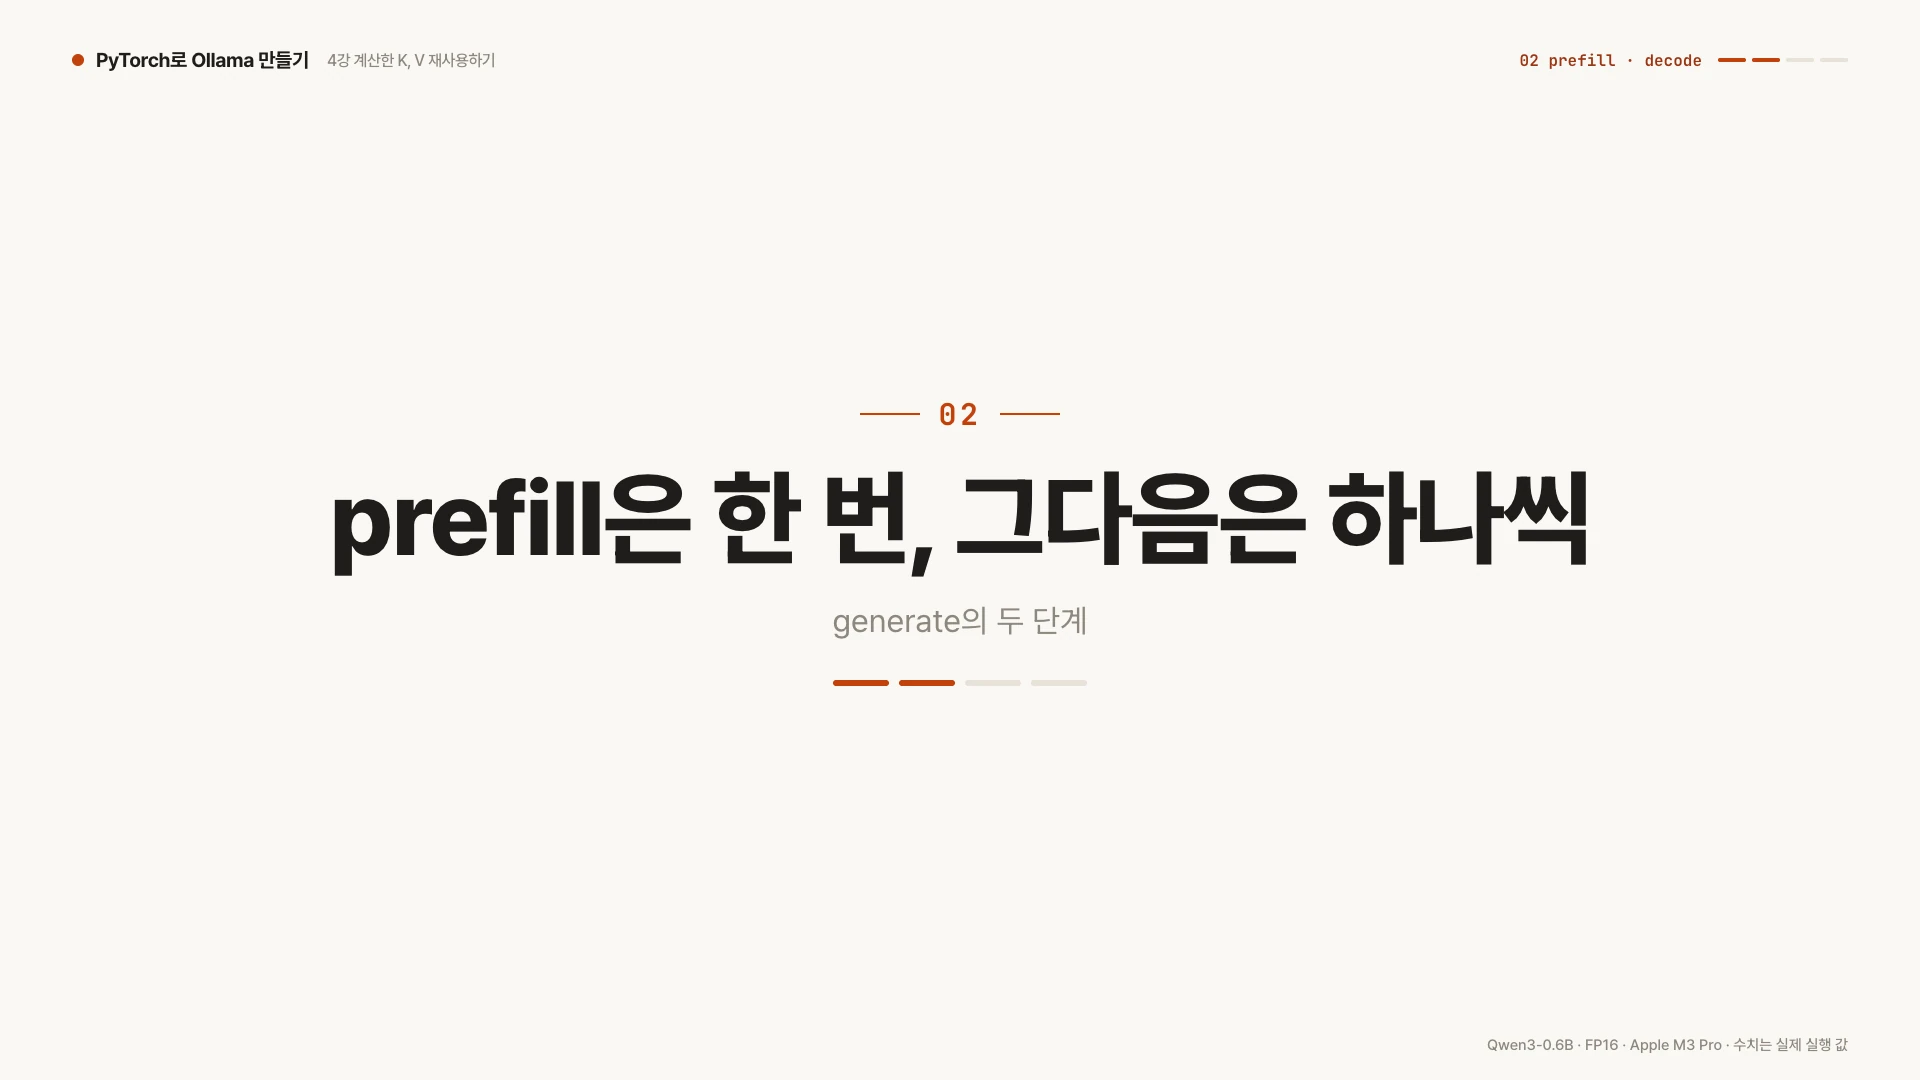 PyTorch로 Ollama 만들기 4강 계산한 K, V 재사용하기
02 prefill · decode
02
prefill은 한 번, 그다음은 하나씩
generate의 두 단계
Qwen3-0.6B · FP16 · Apple M3 Pro · 수치는 실제 실행 값